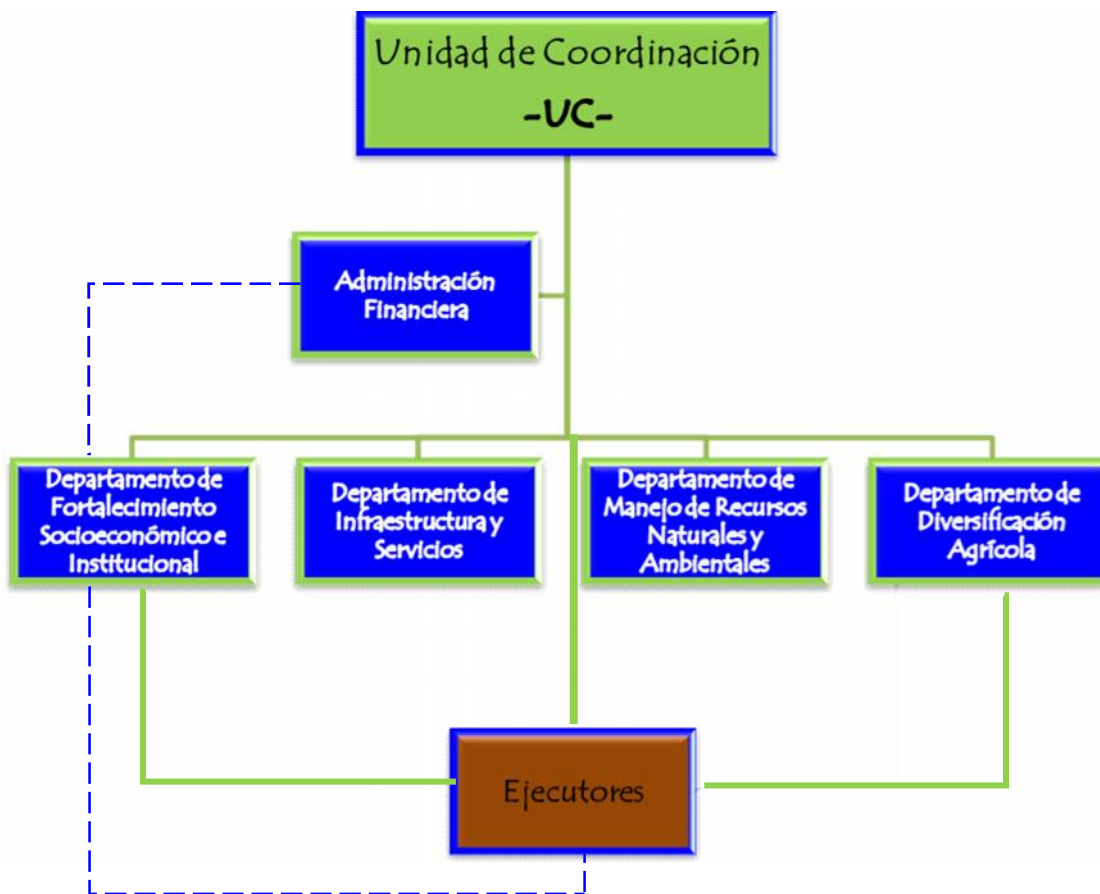 Unidad de Coordinación
-UC-
Administración
Financiera
Departamento de
Fortalecimiento
Socioeconómico e
Institucional
Departamento de
Infraestructura y
Servicios
Departamento de
Manejo de Recursos
Naturales y
Ambientales
Departamento de
Diversificación
Agrícola
Ejecutores